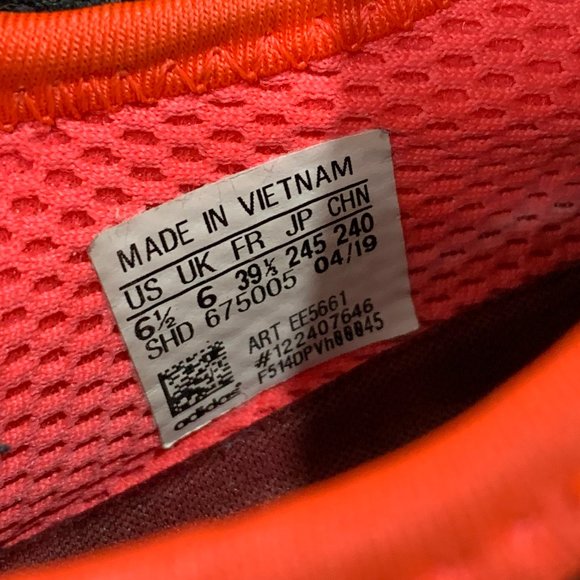 MADE IN VIETNAM
US UK FR JP CHN
6½ 6 39⅓ 245 240
SHD 675005 04/19
ART EE5661
#122407646
F514DPVh00045
adidas